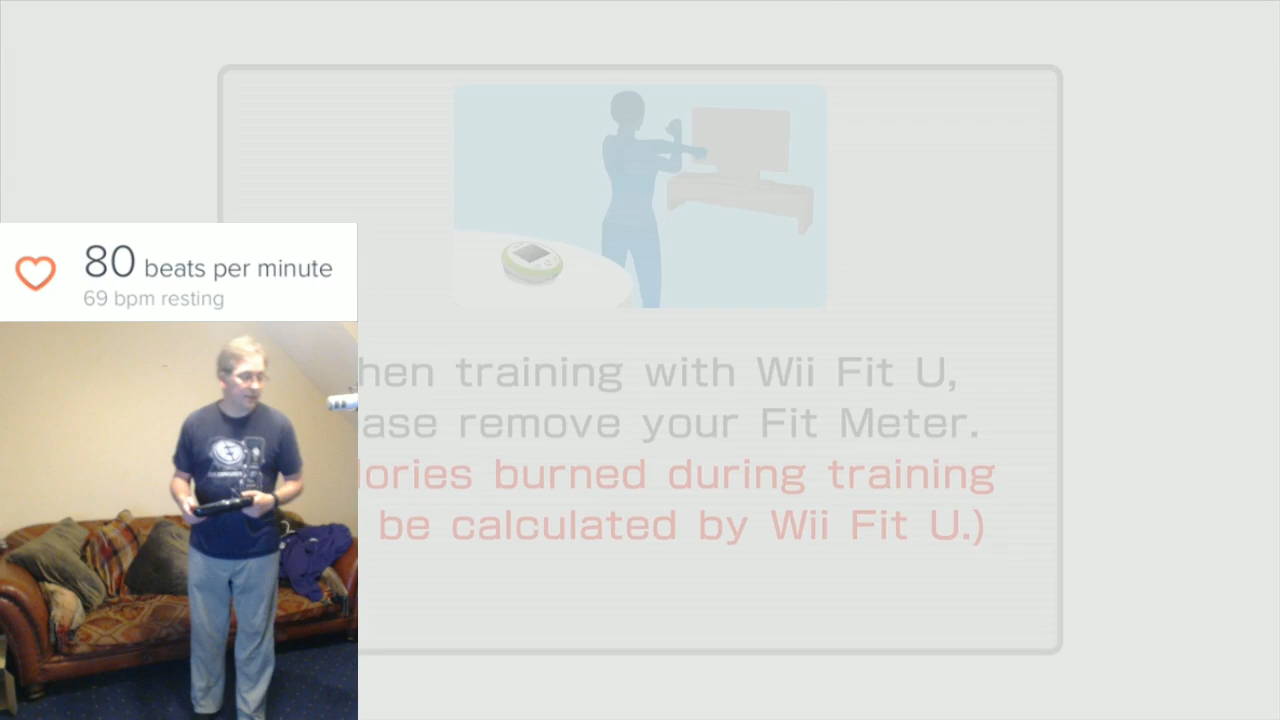 80 beats per minute
69 bpm resting
hen training with Wii Fit U,
ase remove your Fit Meter.
lories burned during training
be calculated by Wii Fit U.)